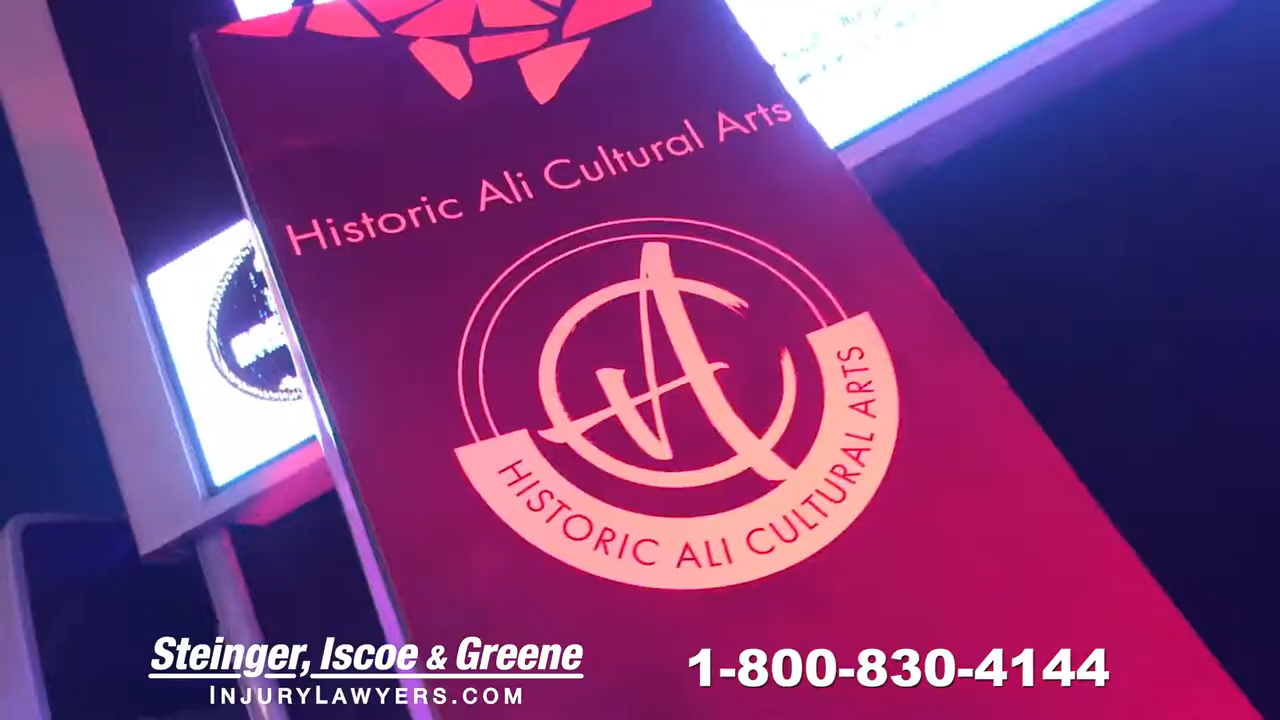 Historic Ali Cultural Arts
HISTORIC ALI CULTURAL ARTS
Steinger, Iscoe & Greene
INJURYLAWYERS.COM
1-800-830-4144